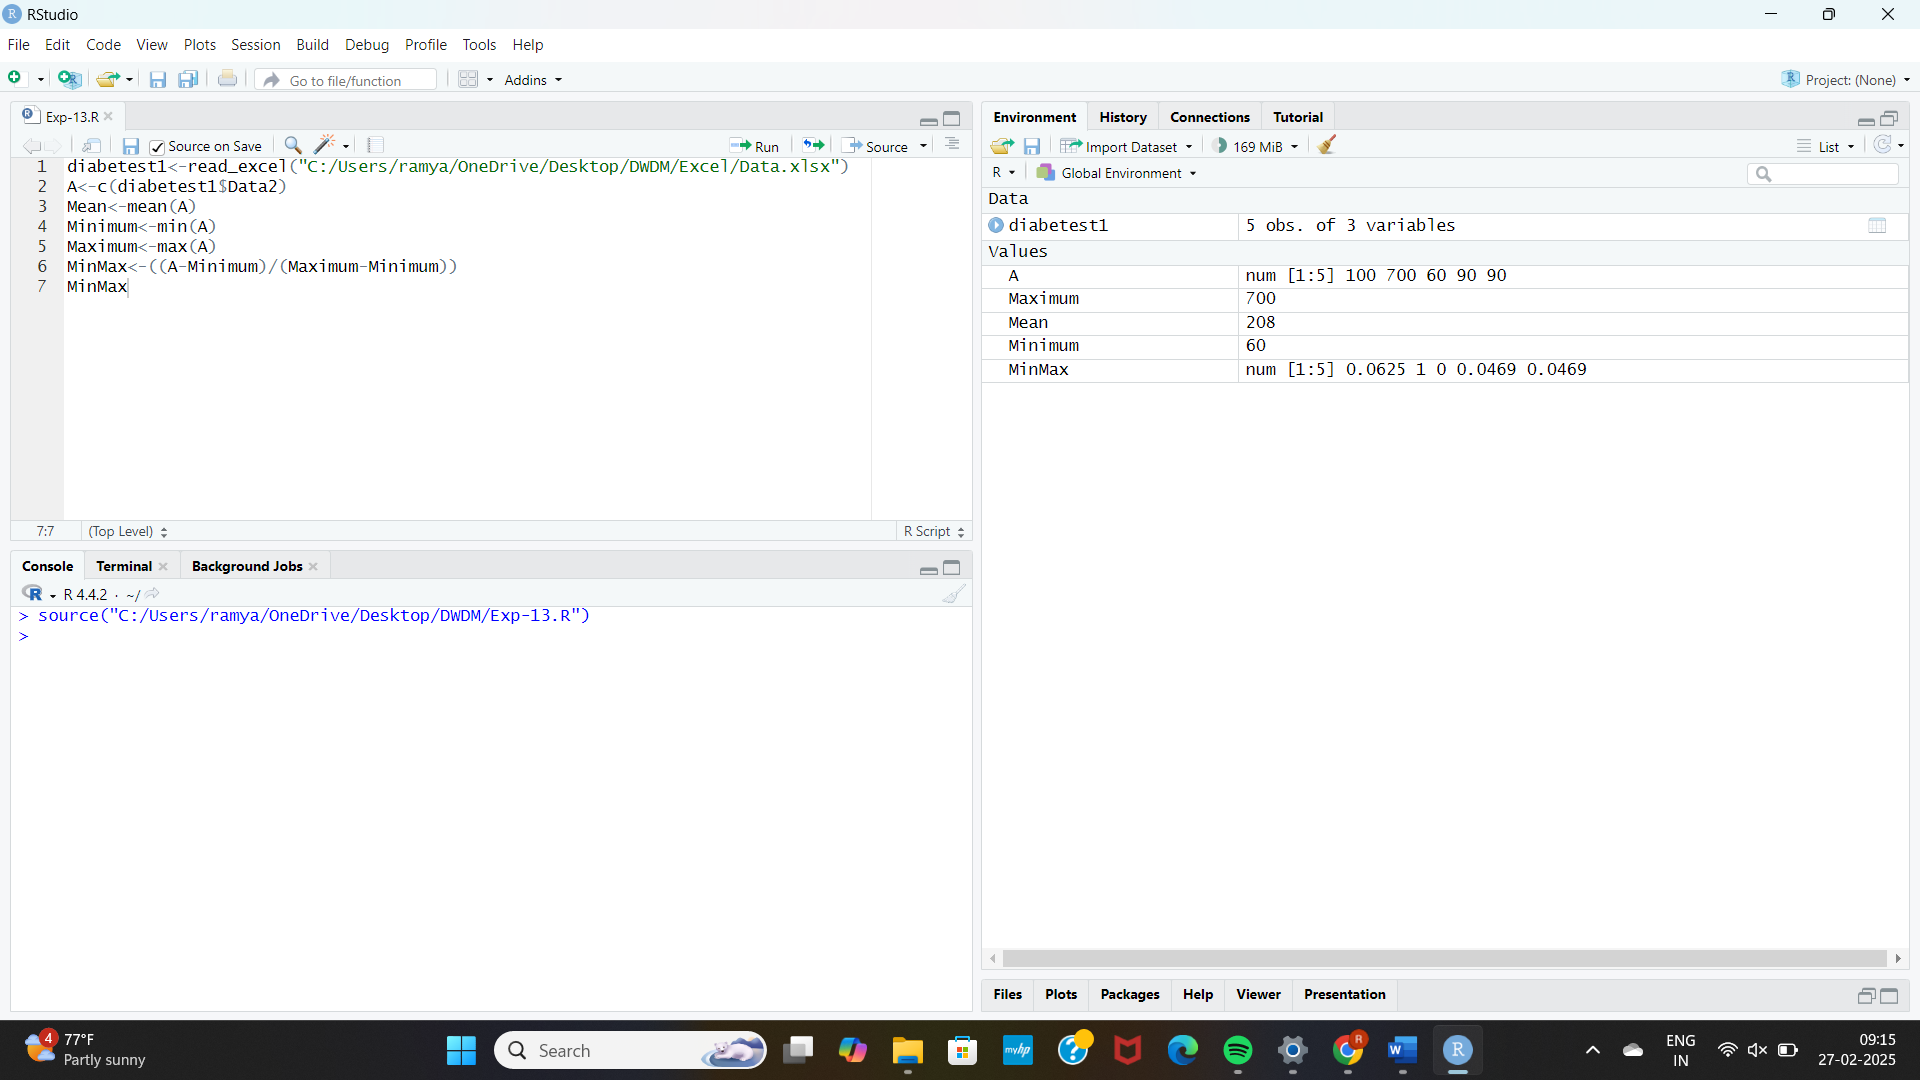 RStudio
File Edit Code View Plots Session Build Debug Profile Tools Help
Go to file/function Addins Project: (None)
Exp-13.R
Source on Save Run Source
1 diabetest1<-read_excel("C:/Users/ramya/OneDrive/Desktop/DWDM/Excel/Data.xlsx")
2 A<-c(diabetest1$Data2)
3 Mean<-mean(A)
4 Minimum<-min(A)
5 Maximum<-max(A)
6 MinMax<-((A-Minimum)/(Maximum-Minimum))
7 MinMax
7:7 (Top Level) R Script
Console Terminal Background Jobs
R 4.4.2 · ~/
> source("C:/Users/ramya/OneDrive/Desktop/DWDM/Exp-13.R")
>
Environment History Connections Tutorial
Import Dataset 169 MiB List
R Global Environment
Data
diabetest1 5 obs. of 3 variables
Values
A num [1:5] 100 700 60 90 90
Maximum 700
Mean 208
Minimum 60
MinMax num [1:5] 0.0625 1 0 0.0469 0.0469
Files Plots Packages Help Viewer Presentation
4 77°F
Partly sunny
Search
myhp
R
W
R
ENG
IN
09:15
27-02-2025